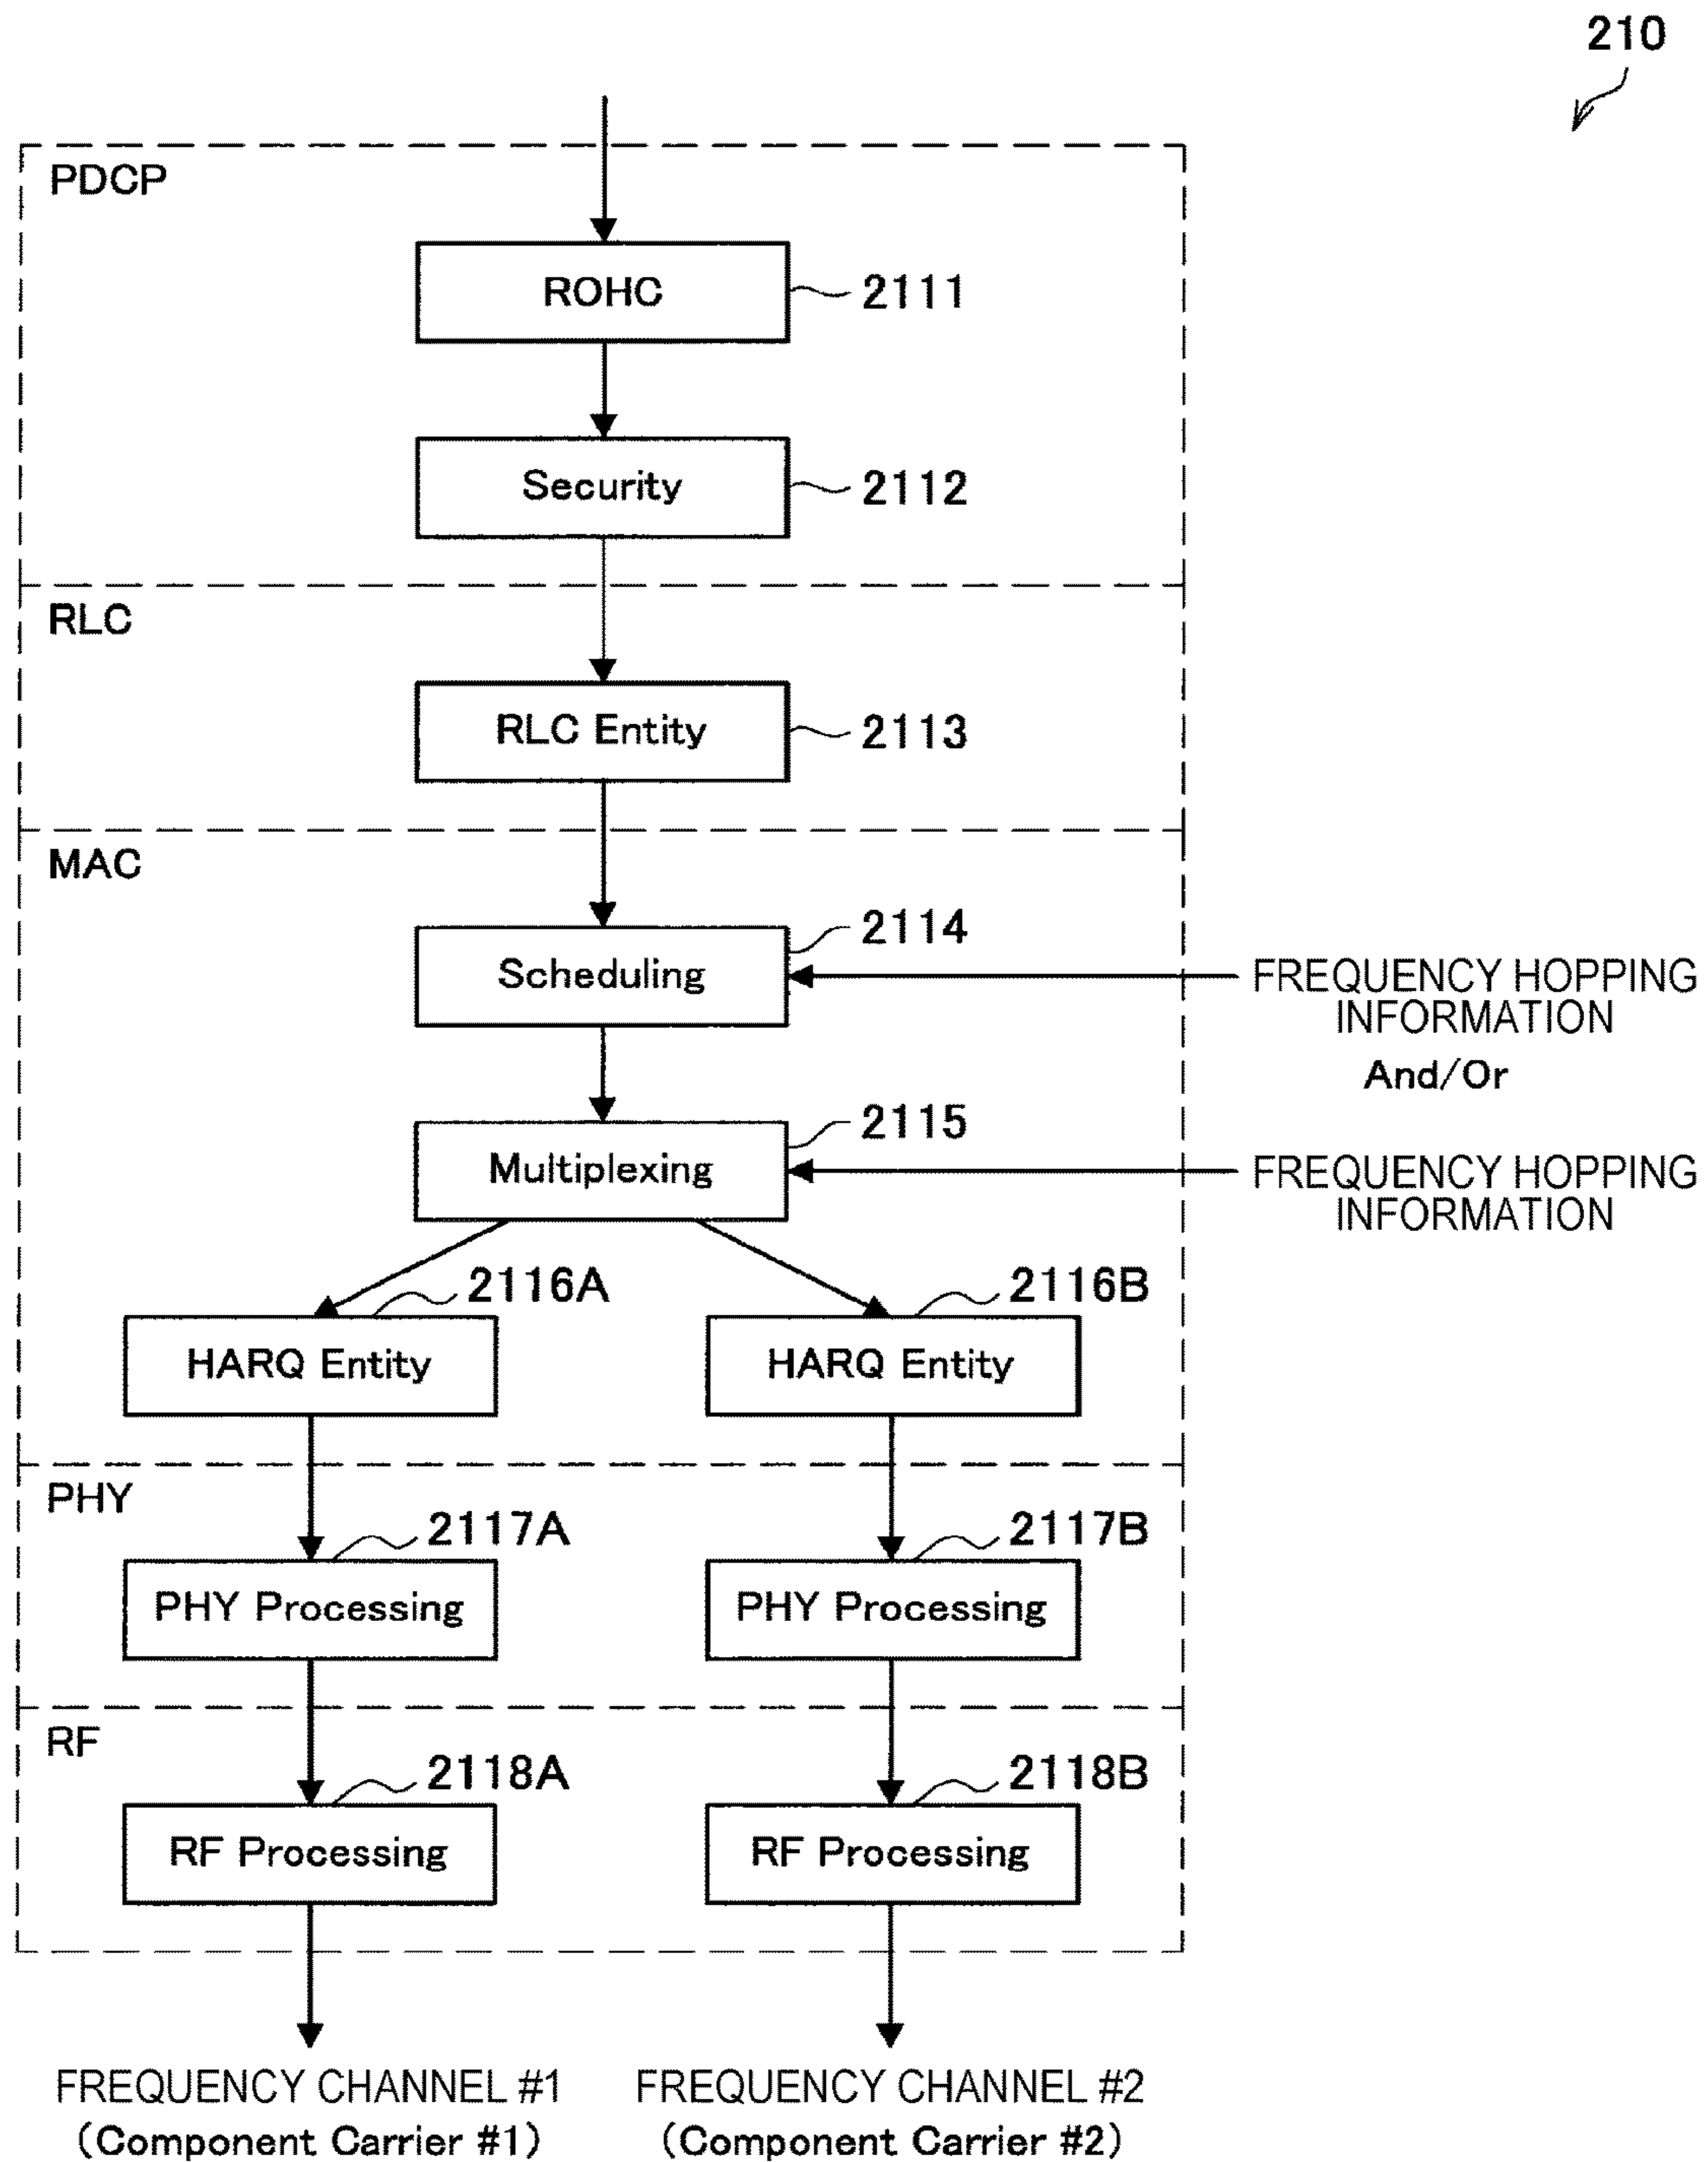 210
PDCP
ROHC
2111
Security
2112
RLC
RLC Entity
2113
MAC
2114
Scheduling
FREQUENCY HOPPING
INFORMATION
And/Or
2115
Multiplexing
FREQUENCY HOPPING
INFORMATION
2116A
2116B
HARQ Entity
HARQ Entity
PHY
2117A
2117B
PHY Processing
PHY Processing
RF
2118A
2118B
RF Processing
RF Processing
FREQUENCY CHANNEL #1
(Component Carrier #1)
FREQUENCY CHANNEL #2
(Component Carrier #2)